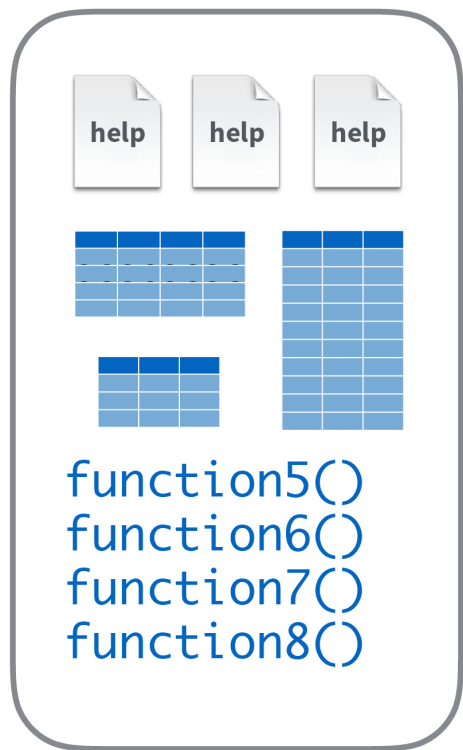 help help help
function5()
function6()
function7()
function8()